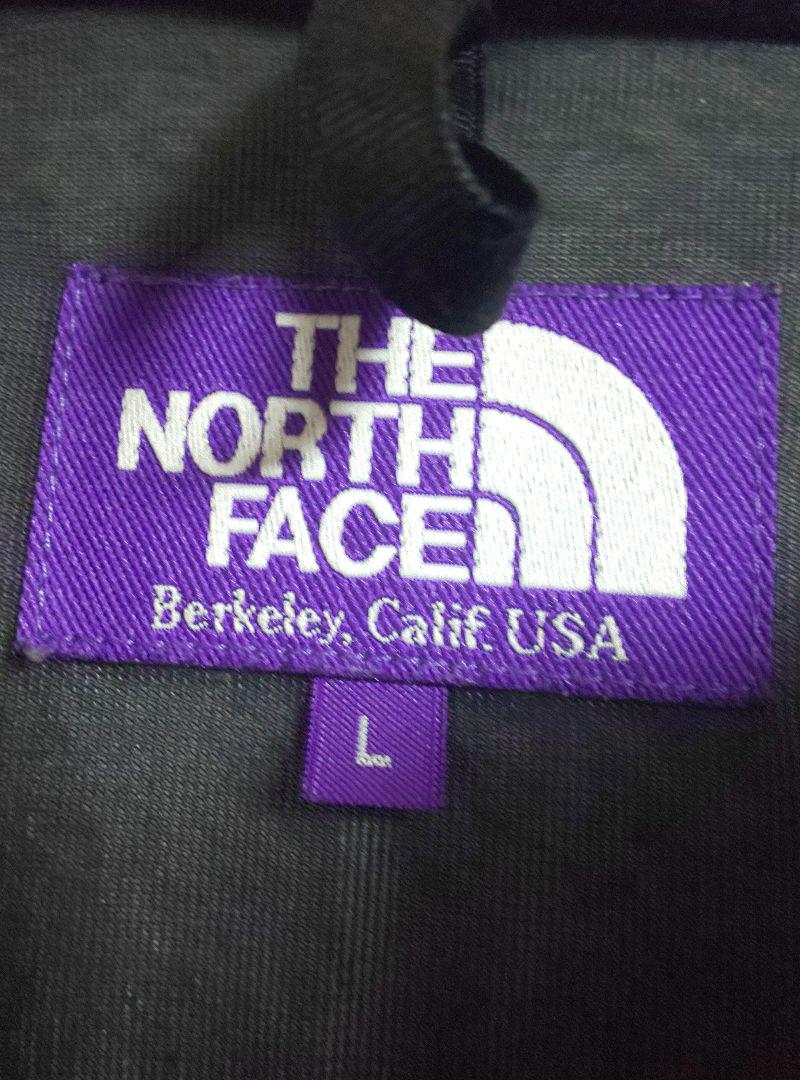 THE
NORTH
FACE
Berkeley, Calif. USA
L